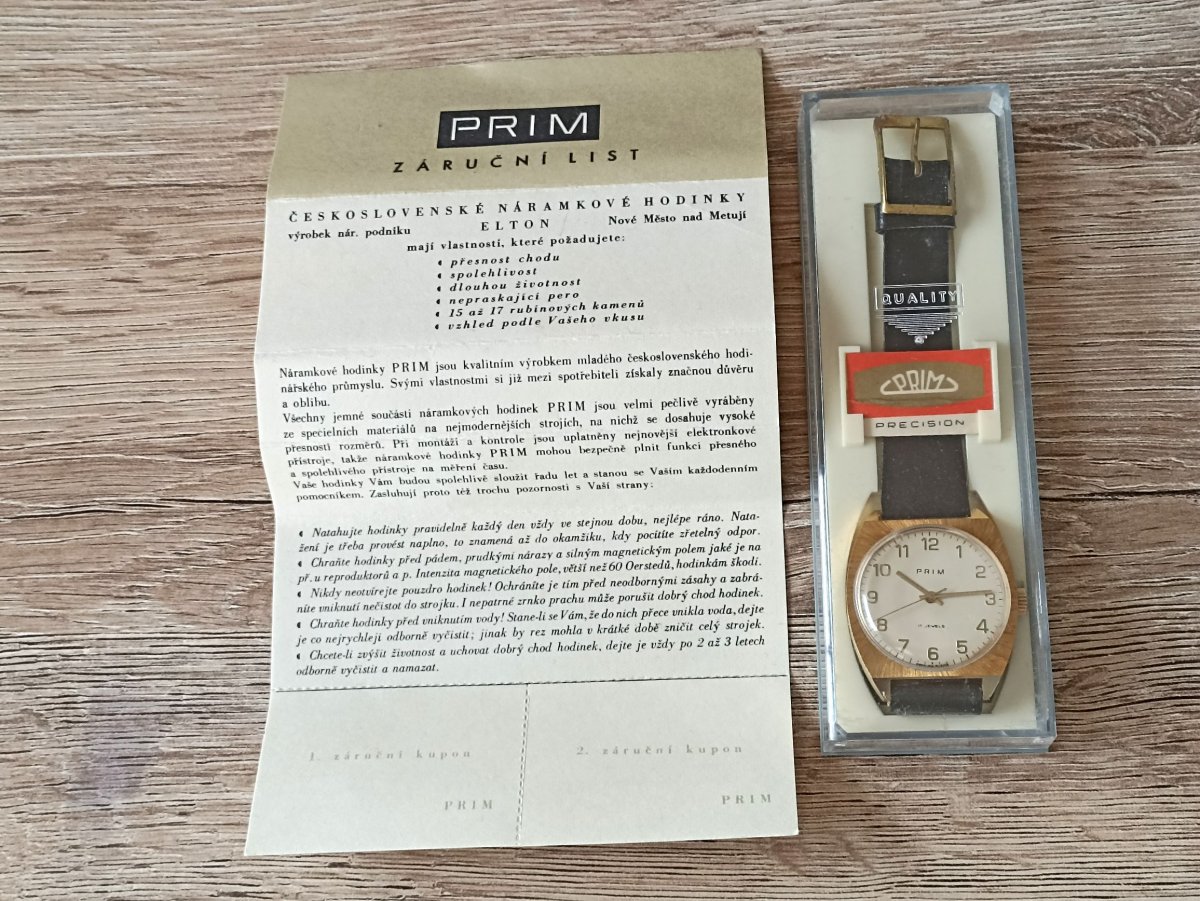 PRIM
ZÁRUČNÍ LIST
ČESKOSLOVENSKÉ NÁRAMKOVÉ HODINKY
výrobek nár. podniku ELTON Nové Město nad Metují
mají vlastností, které požadujete:
přesnost chodu
spolehlivost
dlouhou životnost
nepraskající pero
15 až 17 rubínových kamenů
vzhled podle Vašeho vkusu
Náramkové hodinky PRIM jsou kvalitním výrobkem mladého československého hodi-
nářského průmyslu. Svými vlastnostmi si již mezi spotřebiteli získaly značnou důvěru
a oblibu.
Všechny jemné součásti náramkových hodinek PRIM jsou velmi pečlivě vyráběny
ze specielních materiálů na nejmodernějších strojích, na nichž se dosahuje vysoké
přesnosti rozměrů. Při montáži a kontrole jsou uplatněny nejnovější elektronkové
přístroje, takže náramkové hodinky PRIM mohou bezpečně plnit funkci přesného
a spolehlivého přístroje na měření času.
Vaše hodinky Vám budou spolehlivě sloužit řadu let a stanou se Vaším každodenním
pomocníkem. Zasluhují proto též trochu pozornosti s Vaší strany:
Natahujte hodinky pravidelně každý den vždy ve stejnou dobu, nejlépe ráno. Nata-
žení je třeba provést naplno, to znamená až do okamžiku, kdy pocítíte zřetelný odpor.
Chraňte hodinky před pádem, prudkými nárazy a silným magnetickým polem jaké je na
př. u reproduktorů a p. Intenzita magnetického pole, větší než 60 Oerstedů, hodinkám škodí.
Nikdy neotvírejte pouzdro hodinek! Ochráníte je tím před neodbornými zásahy a zabrá-
níte vniknutí nečistot do strojku. I nepatrné zrnko prachu může porušit dobrý chod hodinek.
Chraňte hodinky před vniknutím vody! Stane-li se Vám, že do nich přece vnikla voda, dejte
je co nejrychleji odborně vyčistit; jinak by rez mohla v krátké době zničit celý strojek.
Chcete-li zvýšit životnost a uchovat dobrý chod hodinek, dejte je vždy po 2 až 3 letech
odborně vyčistit a namazat.
1. záruční kupon
PRIM
2. záruční kupon
PRIM
QUALITY
PRIM
PRECISION
12
1
2
3
4
5
6
7
8
9
10
11
PRIM
17 JEWELS